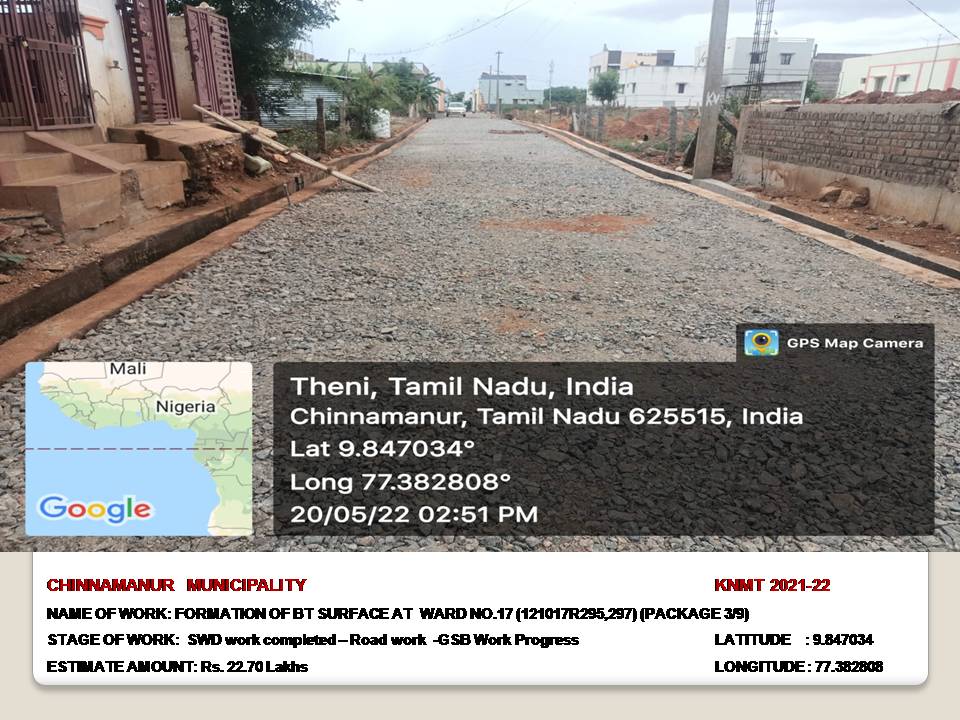 KV
GPS Map Camera
Mali
Nigeria
Google
Theni, Tamil Nadu, India
Chinnamanur, Tamil Nadu 625515, India
Lat 9.847034°
Long 77.382808°
20/05/22 02:51 PM
CHINNAMANUR MUNICIPALITY KNMT 2021-22
NAME OF WORK: FORMATION OF BT SURFACE AT WARD NO.17 (121017R295,297) (PACKAGE 3/9)
STAGE OF WORK: SWD work completed – Road work -GSB Work Progress LATITUDE : 9.847034
ESTIMATE AMOUNT: Rs. 22.70 Lakhs LONGITUDE : 77.382808